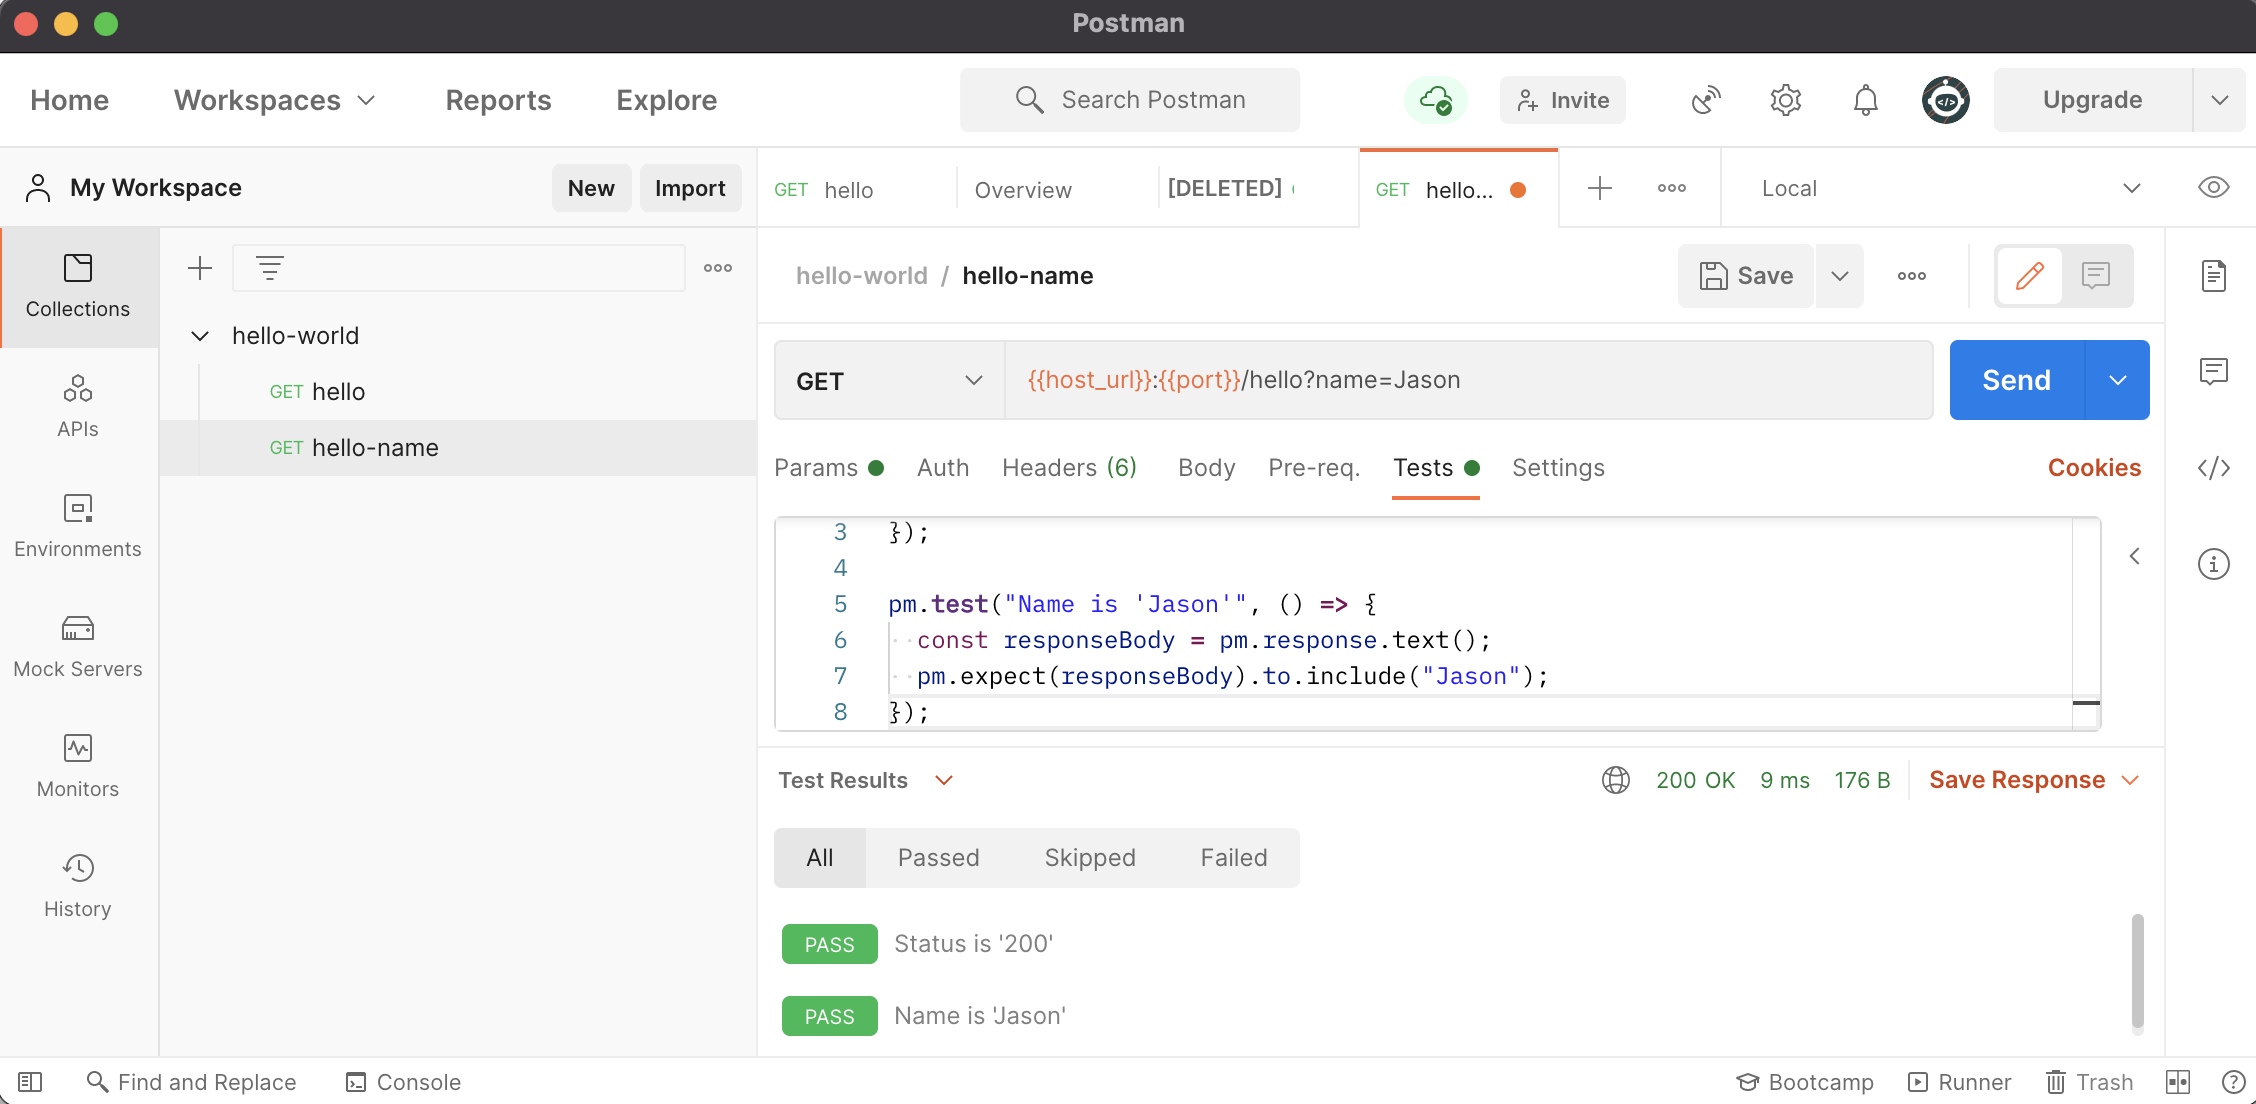 Postman
Home Workspaces Reports Explore Search Postman Invite Upgrade
My Workspace New Import GET hello Overview [DELETED] GET hello... Local
Collections
APIs
Environments
Mock Servers
Monitors
History
hello-world
GET hello
GET hello-name
hello-world / hello-name Save
GET {{host_url}}:{{port}}/hello?name=Jason Send
Params Auth Headers (6) Body Pre-req. Tests Settings Cookies
3 });
4
5 pm.test("Name is 'Jason'", () => {
6 const responseBody = pm.response.text();
7 pm.expect(responseBody).to.include("Jason");
8 });
Test Results 200 OK 9 ms 176 B Save Response
All Passed Skipped Failed
PASS Status is '200'
PASS Name is 'Jason'
Find and Replace Console Bootcamp Runner Trash